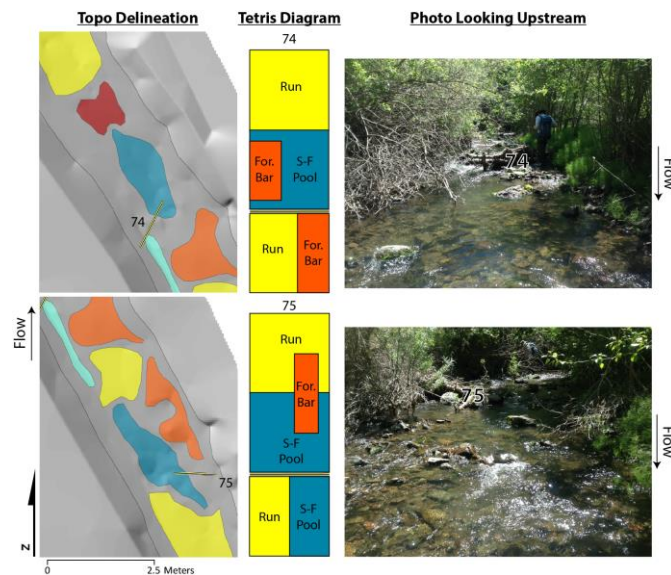 Topo Delineation
Tetris Diagram
Photo Looking Upstream
74
74
Run
For.
Bar
S-F
Pool
Run
For.
Bar
74
Flow
Flow
75
75
Run
For.
Bar
S-F
Pool
Run
S-F
Pool
75
Flow
N
0
2.5 Meters